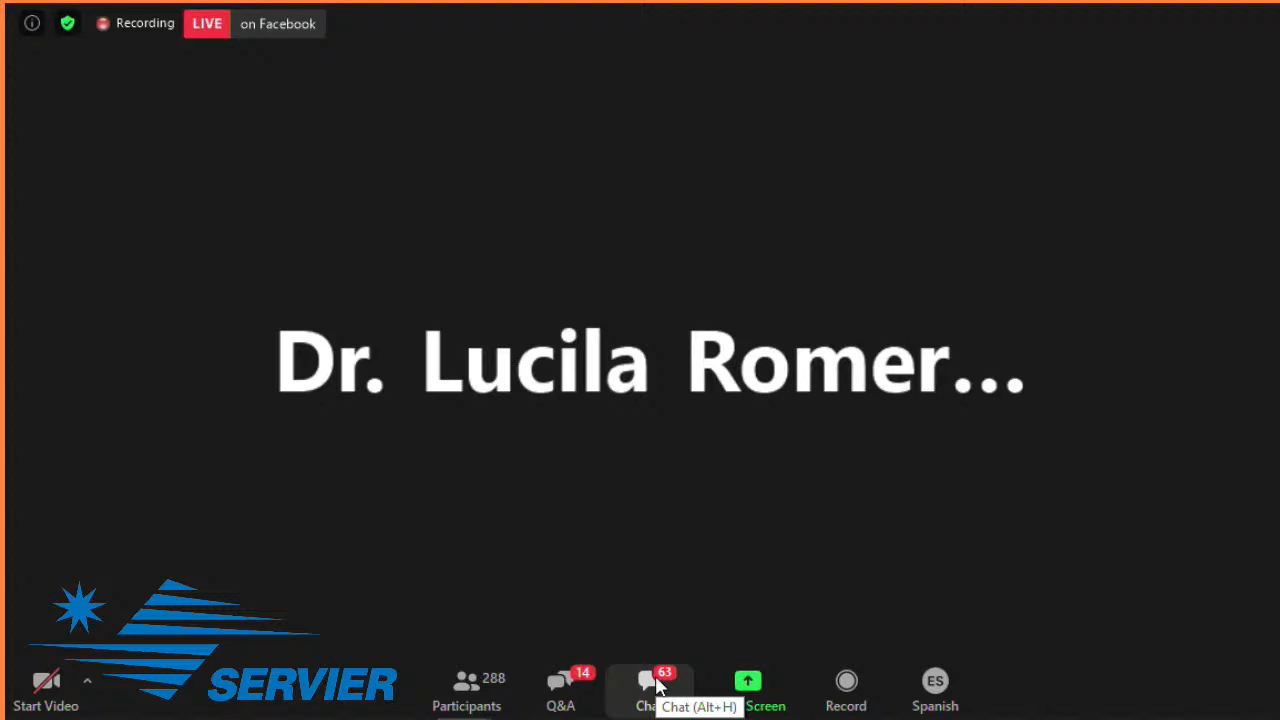 Recording LIVE on Facebook
Dr. Lucila Romer...
SERVIER
288 14 63 ES
Start Video Participants Q&A Cha Chat (Alt+H) Screen Record Spanish